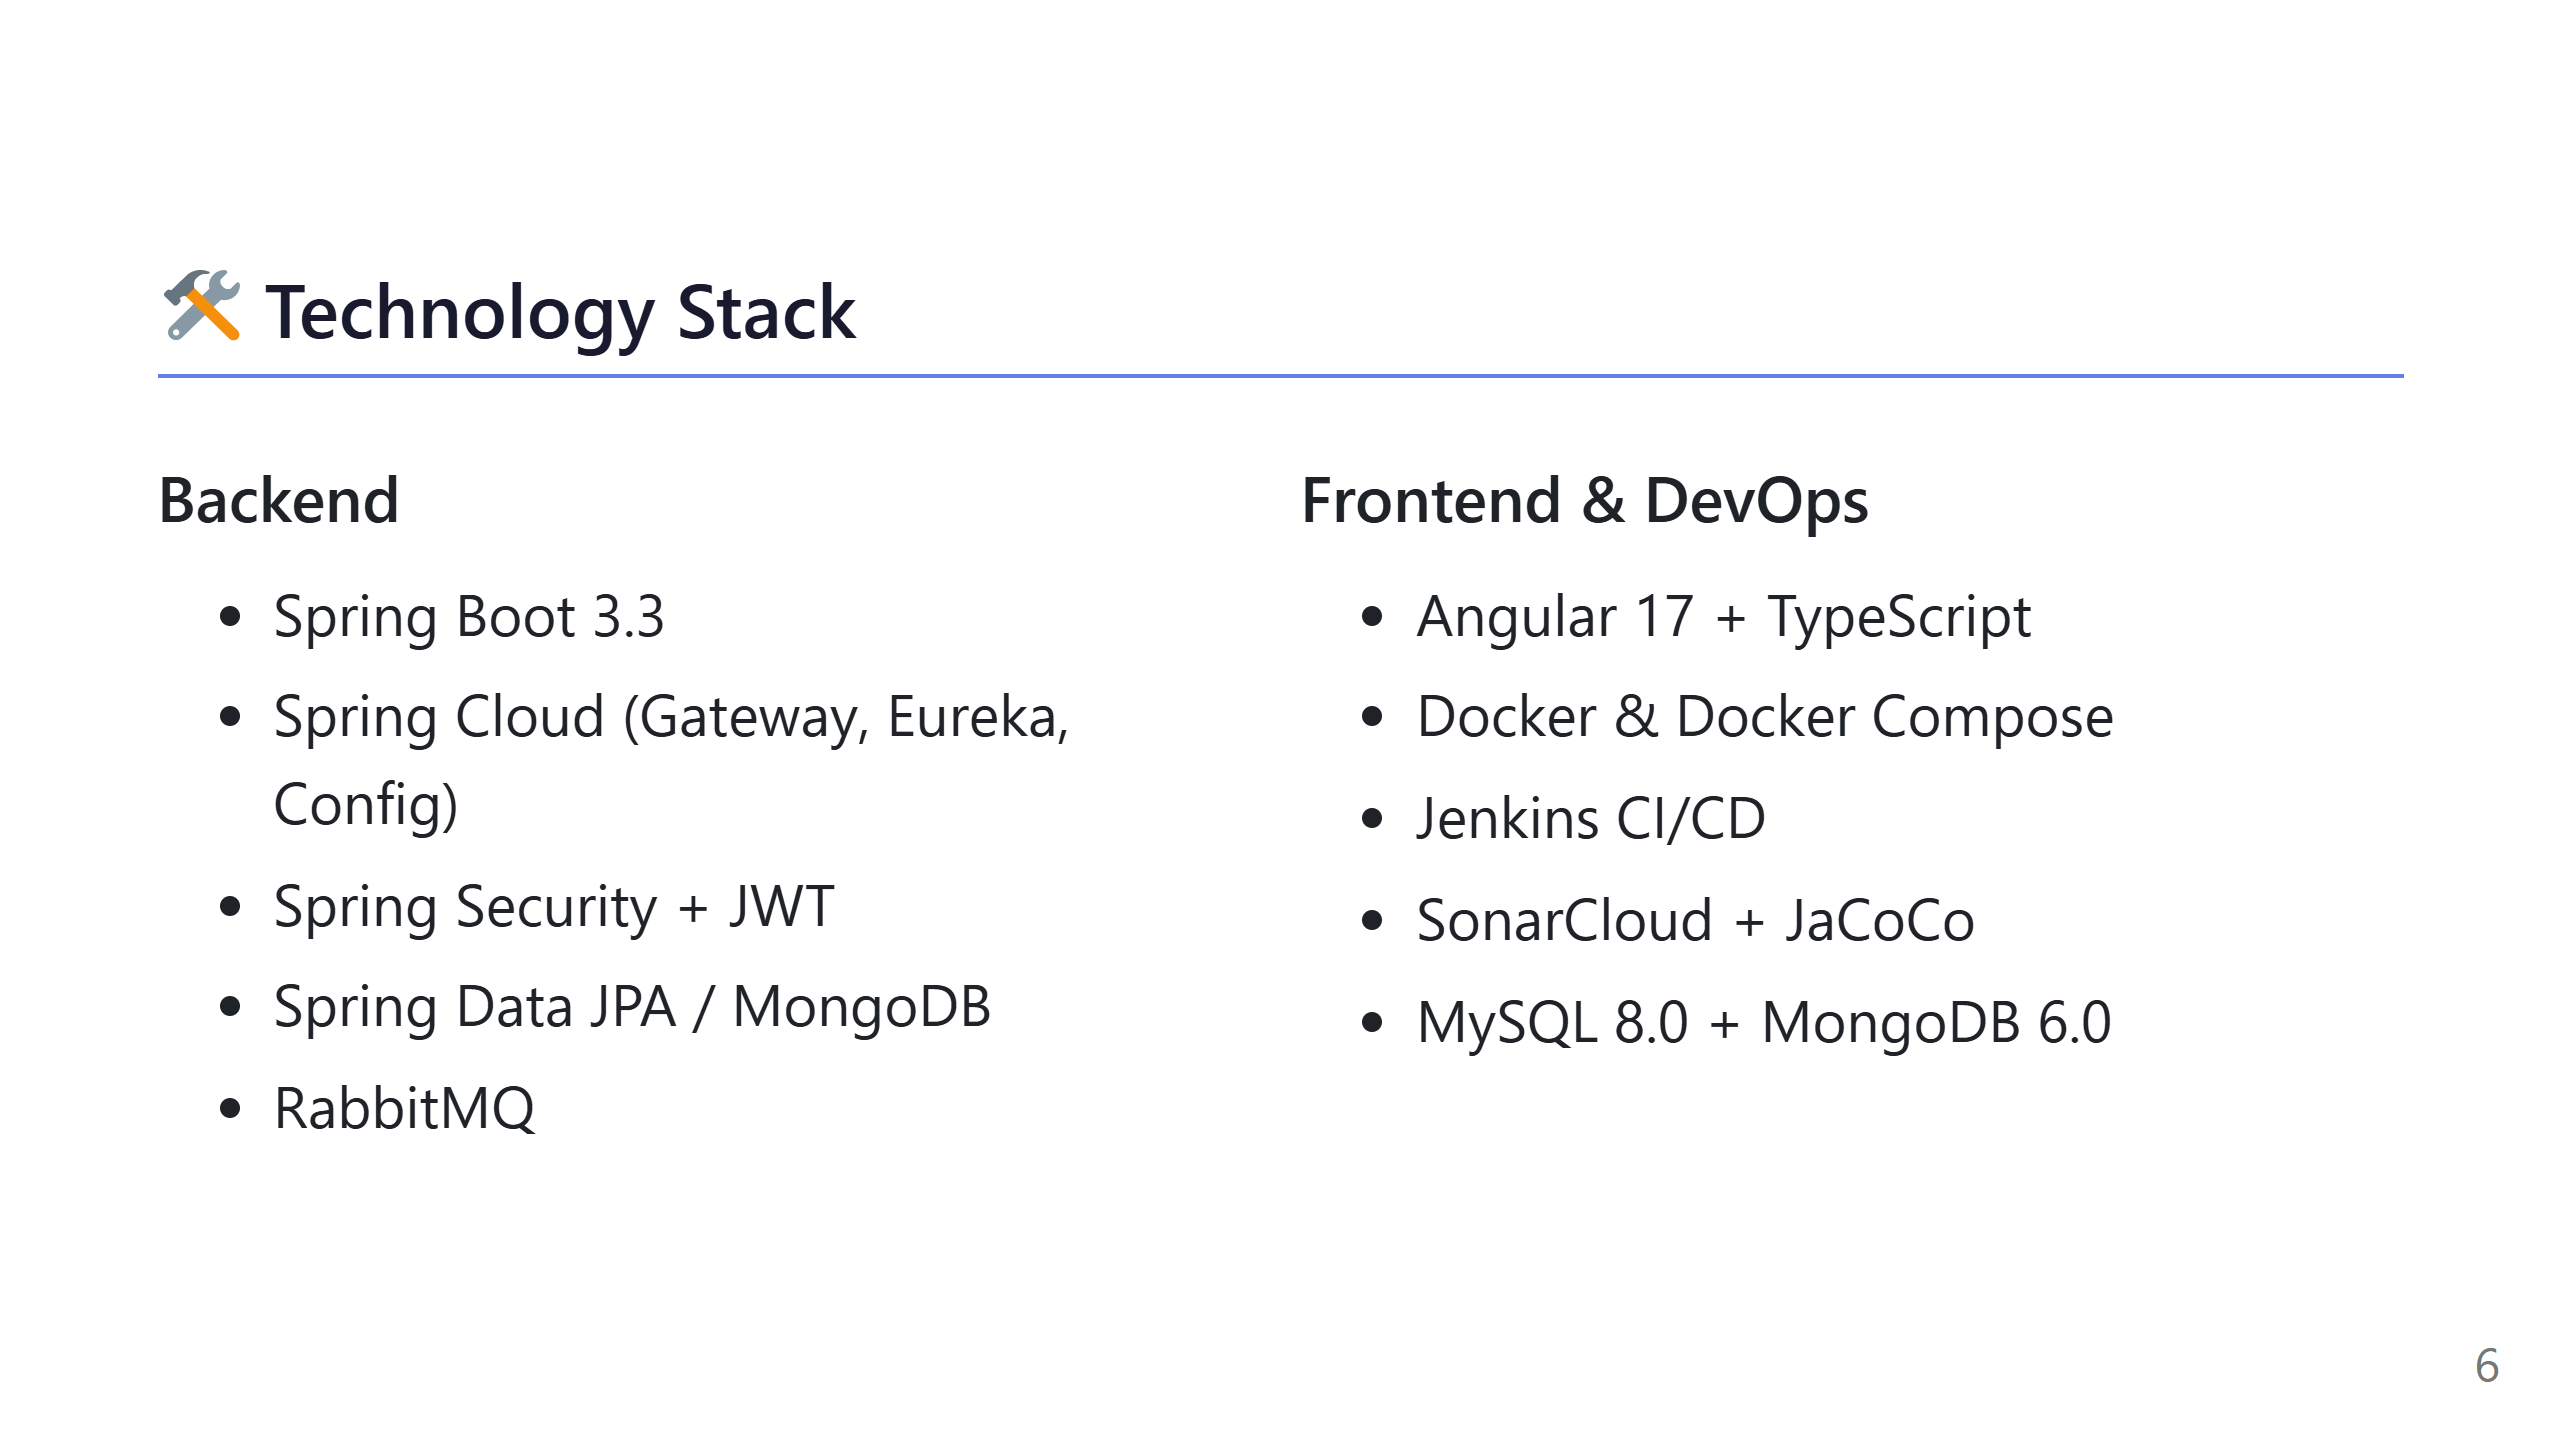 Technology Stack
Backend
• Spring Boot 3.3
• Spring Cloud (Gateway, Eureka,
Config)
• Spring Security + JWT
• Spring Data JPA / MongoDB
• RabbitMQ
Frontend & DevOps
• Angular 17 + TypeScript
• Docker & Docker Compose
• Jenkins CI/CD
• SonarCloud + JaCoCo
• MySQL 8.0 + MongoDB 6.0
6